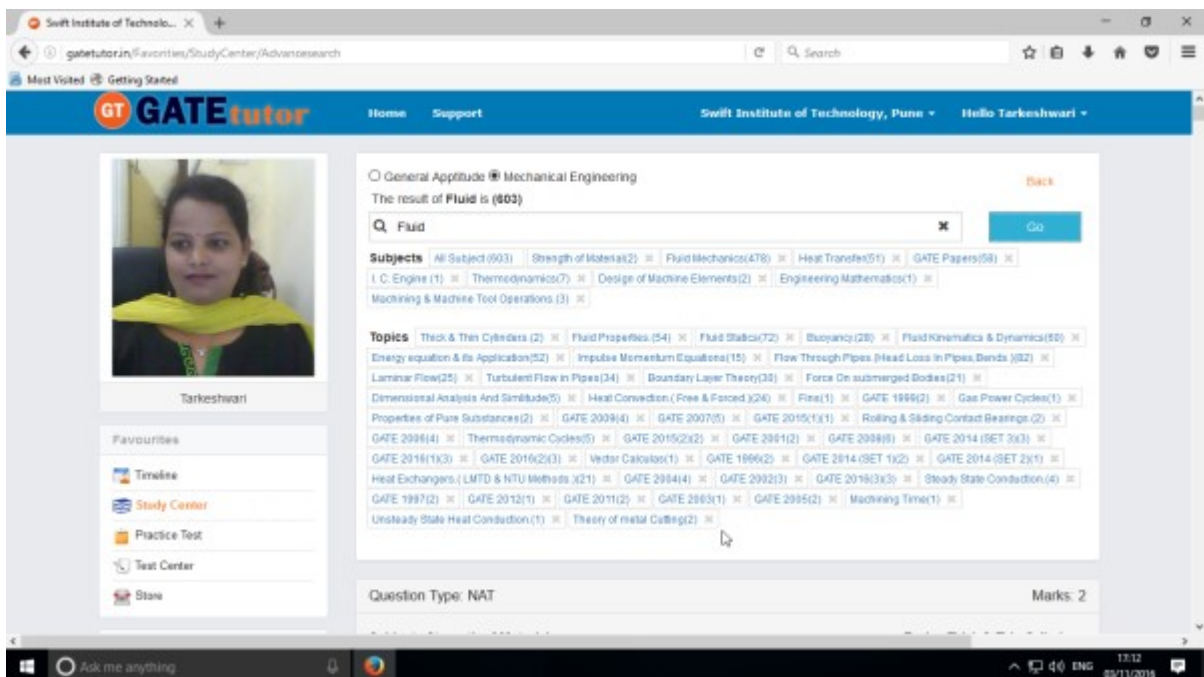 Swift Institute of Technolo...
gatetutor.in/Favorities/StudyCenter/Advancesearch
Search
Most Visited Getting Started
GT GATEtutor
Home Support Swift Institute of Technology, Pune Hello Tarkeshwari
General Apptitude Mechanical Engineering
Back
The result of Fluid is (603)
Fluid
Go
Subjects All Subject(603) Strength of Materials(2) Fluid Mechanics(478) Heat Transfer(51) GATE Papers(58)
I. C. Engine (1) Thermodynamics(7) Design of Machine Elements(2) Engineering Mathematics(1)
Machining & Machine Tool Operations.(3)
Topics Thick & Thin Cylinders.(2) Fluid Properties.(54) Fluid Statics(72) Buoyancy.(28) Fluid Kinematics & Dynamics(60)
Energy equation & its Application(52) Impulse Momentum Equations(15) Flow Through Pipes.(Head Loss In Pipes,Bends )(82)
Laminar Flow(25) Turbulent Flow in Pipes(34) Boundary Layer Theory(30) Force On submerged Bodies(21)
Dimensional Analysis And Similitude(5) Heat Convection.( Free & Forced )(24) Fins(1) GATE 1999(2) Gas Power Cycles(1)
Properties of Pure Substances(2) GATE 2009(4) GATE 2007(5) GATE 2015(1)(1) Rolling & Sliding Contact Bearings.(2)
GATE 2006(4) Thermodynamic Cycles(5) GATE 2015(2)(2) GATE 2001(2) GATE 2008(6) GATE 2014 (SET 3)(3)
GATE 2016(1)(3) GATE 2016(2)(3) Vector Calculas(1) GATE 1996(2) GATE 2014 (SET 1)(2) GATE 2014 (SET 2)(1)
Heat Exchangers.( LMTD & NTU Methods )(21) GATE 2004(4) GATE 2002(3) GATE 2016(3)(3) Steady State Conduction.(4)
GATE 1997(2) GATE 2012(1) GATE 2011(2) GATE 2003(1) GATE 2005(2) Machining Time(1)
Unsteady State Heat Conduction.(1) Theory of metal Cutting(2)
Tarkeshwari
Favourites
Timeline
Study Center
Practice Test
Test Center
Store
Question Type: NAT Marks: 2
Ask me anything
ENG
17:12
03/11/2016